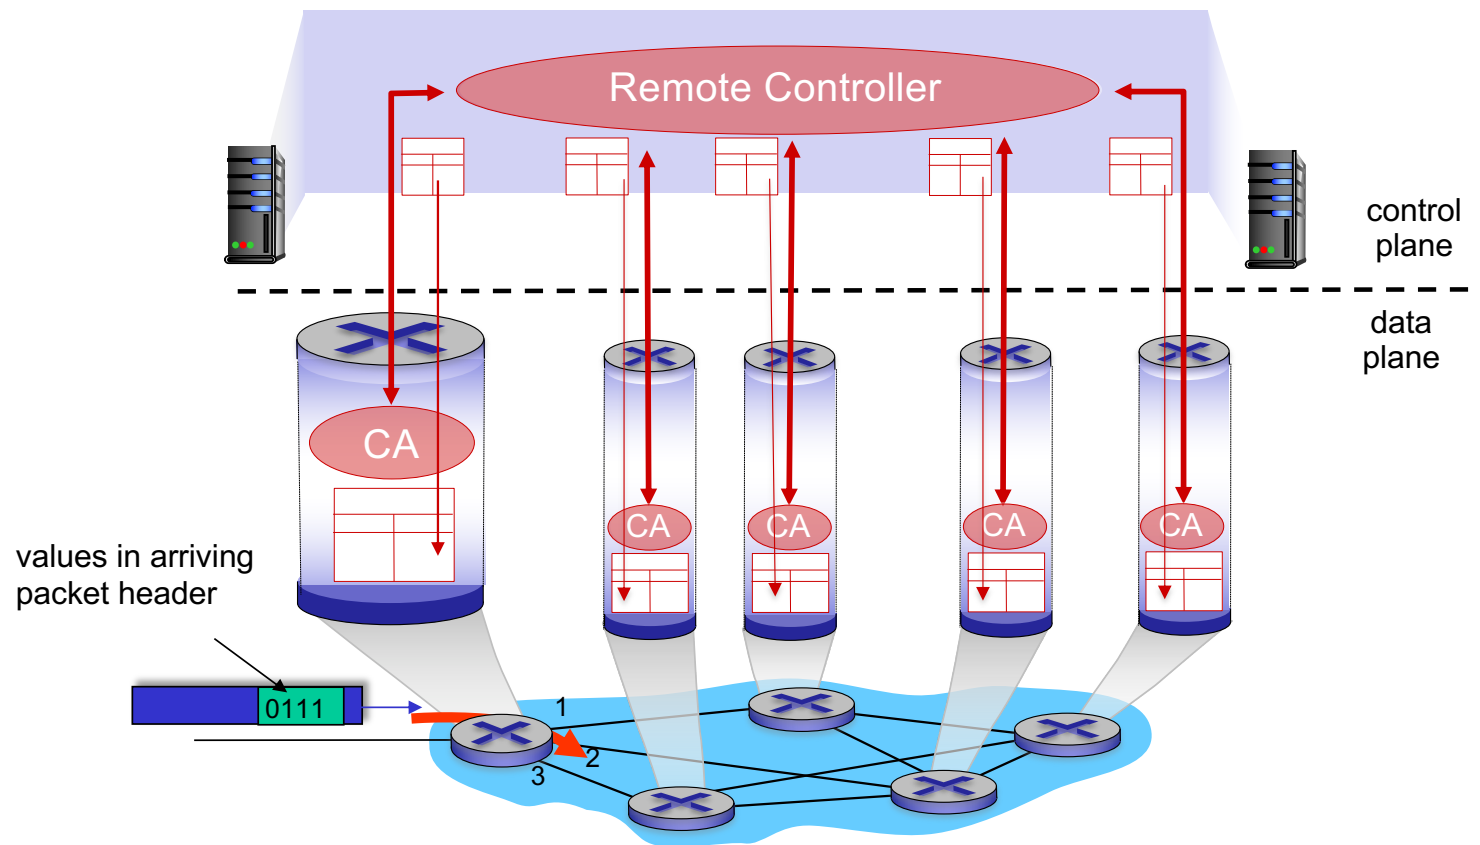 Remote Controller
control
plane
data
plane
CA
CA
CA
CA
CA
values in arriving
packet header
0111
1
2
3